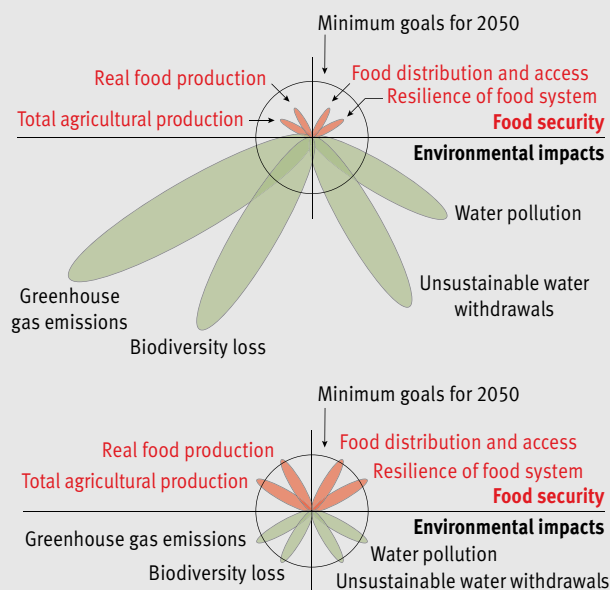 Minimum goals for 2050
Real food production
Food distribution and access
Resilience of food system
Total agricultural production
Food security
Environmental impacts
Water pollution
Unsustainable water
withdrawals
Greenhouse
gas emissions
Biodiversity loss
Minimum goals for 2050
Real food production
Food distribution and access
Total agricultural production
Resilience of food system
Food security
Environmental impacts
Greenhouse gas emissions
Water pollution
Biodiversity loss
Unsustainable water withdrawals